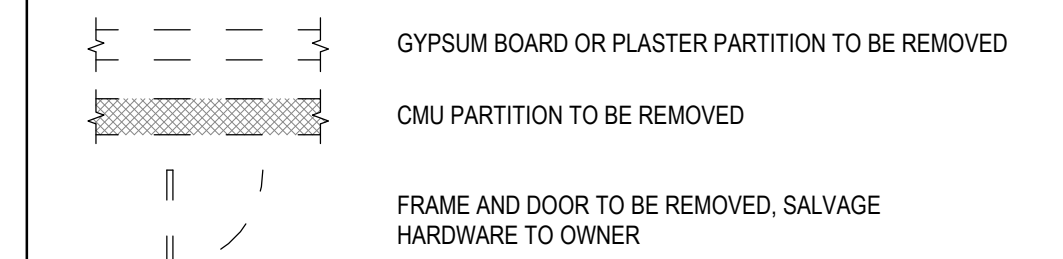 GYPSUM BOARD OR PLASTER PARTITION TO BE REMOVED
CMU PARTITION TO BE REMOVED
FRAME AND DOOR TO BE REMOVED, SALVAGE
HARDWARE TO OWNER